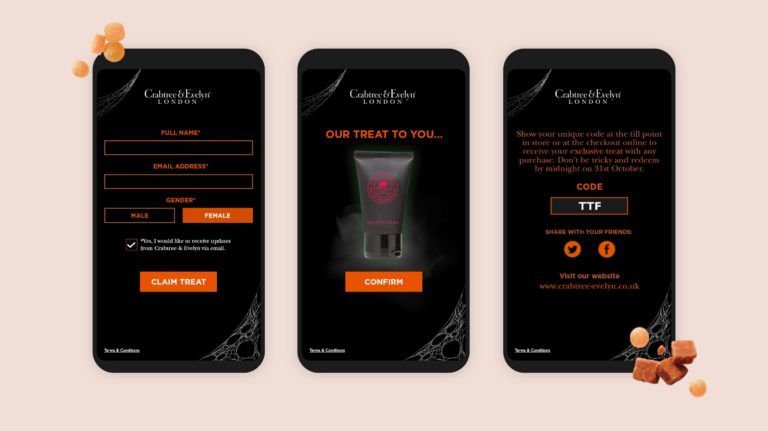 Crabtree & Evelyn
LONDON
FULL NAME*
EMAIL ADDRESS*
GENDER*
MALE
FEMALE
*Yes, I would like to receive updates
from Crabtree & Evelyn via email.
CLAIM TREAT
Terms & Conditions
Crabtree & Evelyn
LONDON
OUR TREAT TO YOU...
CONFIRM
Terms & Conditions
Crabtree & Evelyn
LONDON
Show your unique code at the till point
in store or at the checkout online to
receive your exclusive treat with any
purchase. Don't be tricky and redeem
by midnight on 31st October.
CODE
TTF
SHARE WITH YOUR FRIENDS:
Visit our website
www.crabtree-evelyn.co.uk
Terms & Conditions